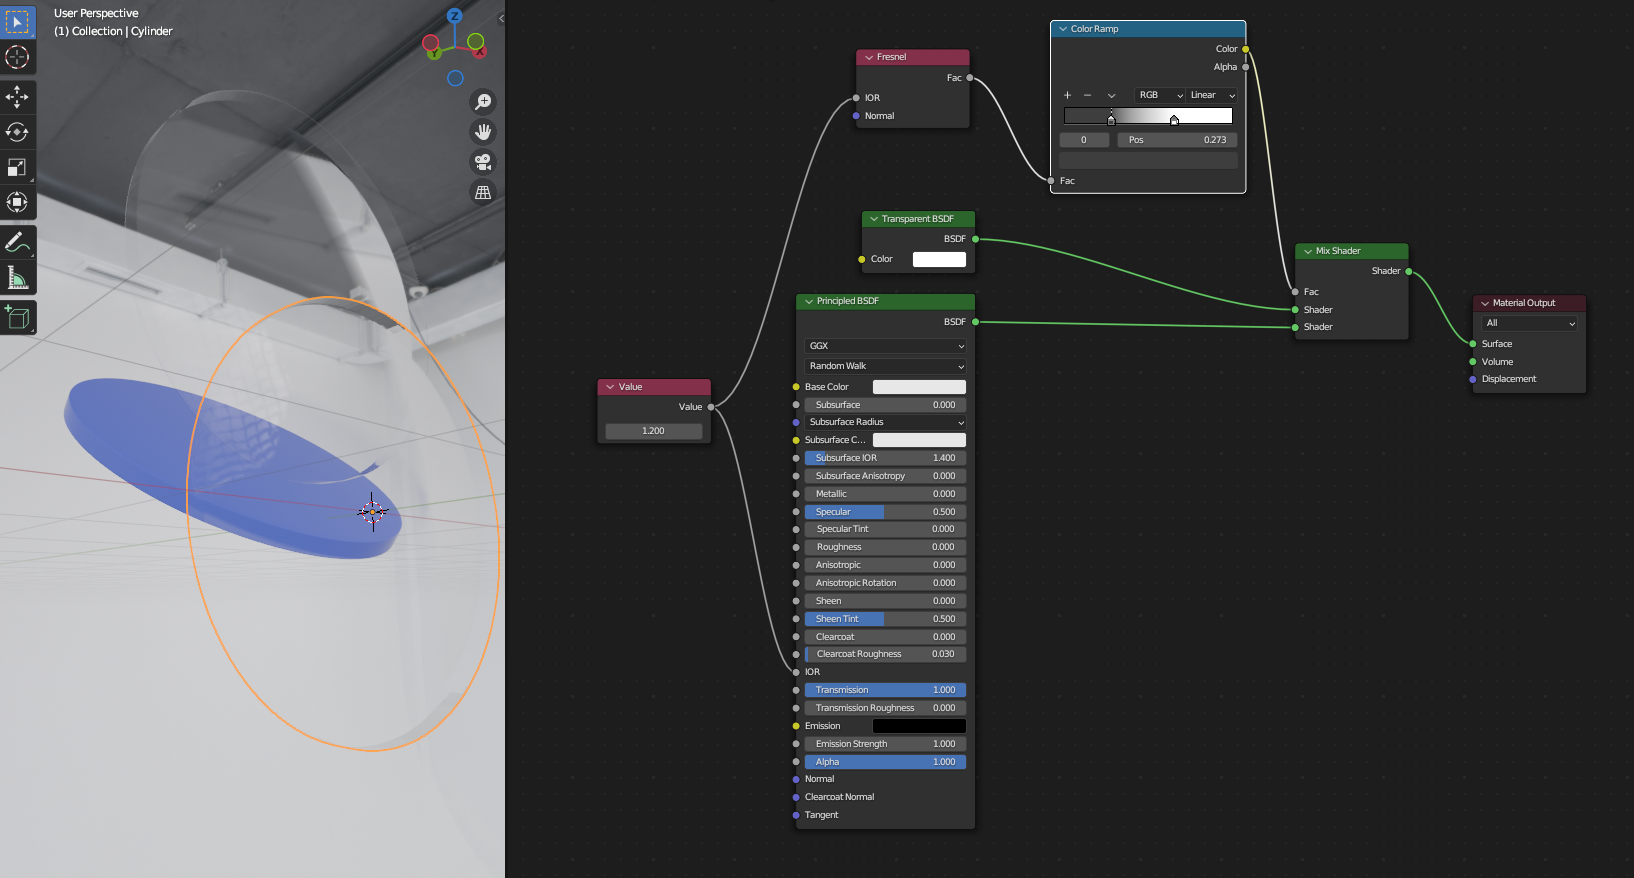 User Perspective
(1) Collection | Cylinder
Z
Y
X
Fresnel
Fac
IOR
Normal
Color Ramp
Color
Alpha
+ − RGB Linear
0 Pos 0.273
Fac
Transparent BSDF
BSDF
Color
Mix Shader
Shader
Fac
Shader
Shader
Material Output
All
Surface
Volume
Displacement
Value
Value
1.200
Principled BSDF
BSDF
GGX
Random Walk
Base Color
Subsurface 0.000
Subsurface Radius
Subsurface C...
Subsurface IOR 1.400
Subsurface Anisotropy 0.000
Metallic 0.000
Specular 0.500
Specular Tint 0.000
Roughness 0.000
Anisotropic 0.000
Anisotropic Rotation 0.000
Sheen 0.000
Sheen Tint 0.500
Clearcoat 0.000
Clearcoat Roughness 0.030
IOR
Transmission 1.000
Transmission Roughness 0.000
Emission
Emission Strength 1.000
Alpha 1.000
Normal
Clearcoat Normal
Tangent